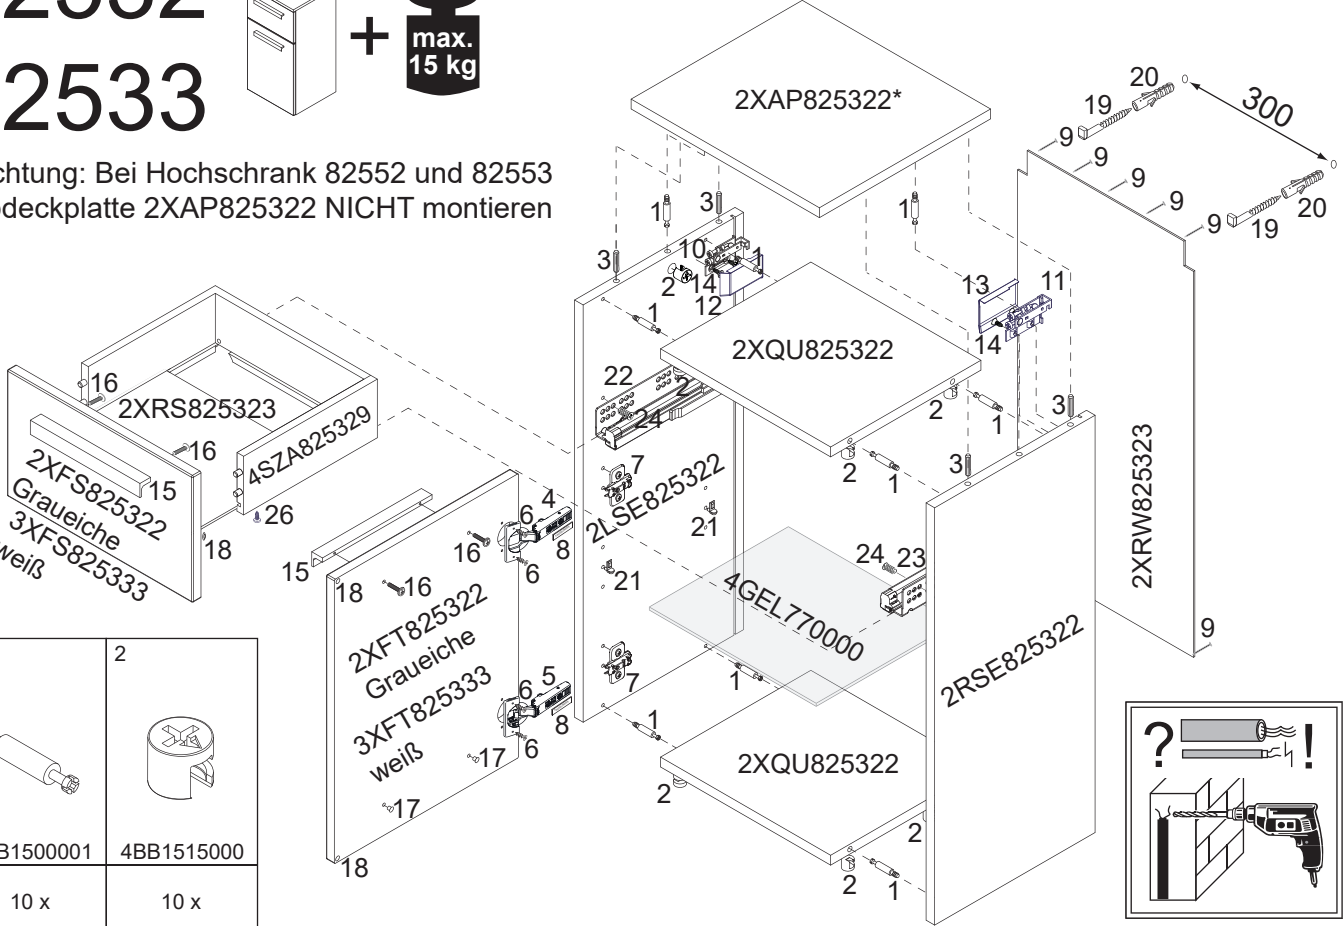 2533
+
max.
15 kg
chtung: Bei Hochschrank 82552 und 82553
deckplatte 2XAP825322 NICHT montieren
2XAP825322*
20
19
300
9
9
9
9
9
19
20
1
3
1
3
10
1
2
14
12
1
13
11
14
2XQU825322
22
2
24
2
1
3
2
1
3
16
2XRS825323
16
4SZA825329
15
2XFS825322
Graueiche
3XFS825333
weiß
26
18
7
2LSE825322
21
21
4
6
8
6
16
15
18
16
2XFT825322
Graueiche
3XFT825333
weiß
24
23
4GEL770000
2XRW825323
9
2RSE825322
7
5
6
8
6
17
17
18
1
1
2XQU825322
2
2
2
1
? !
2
B1500001
4BB1515000
10 x
10 x